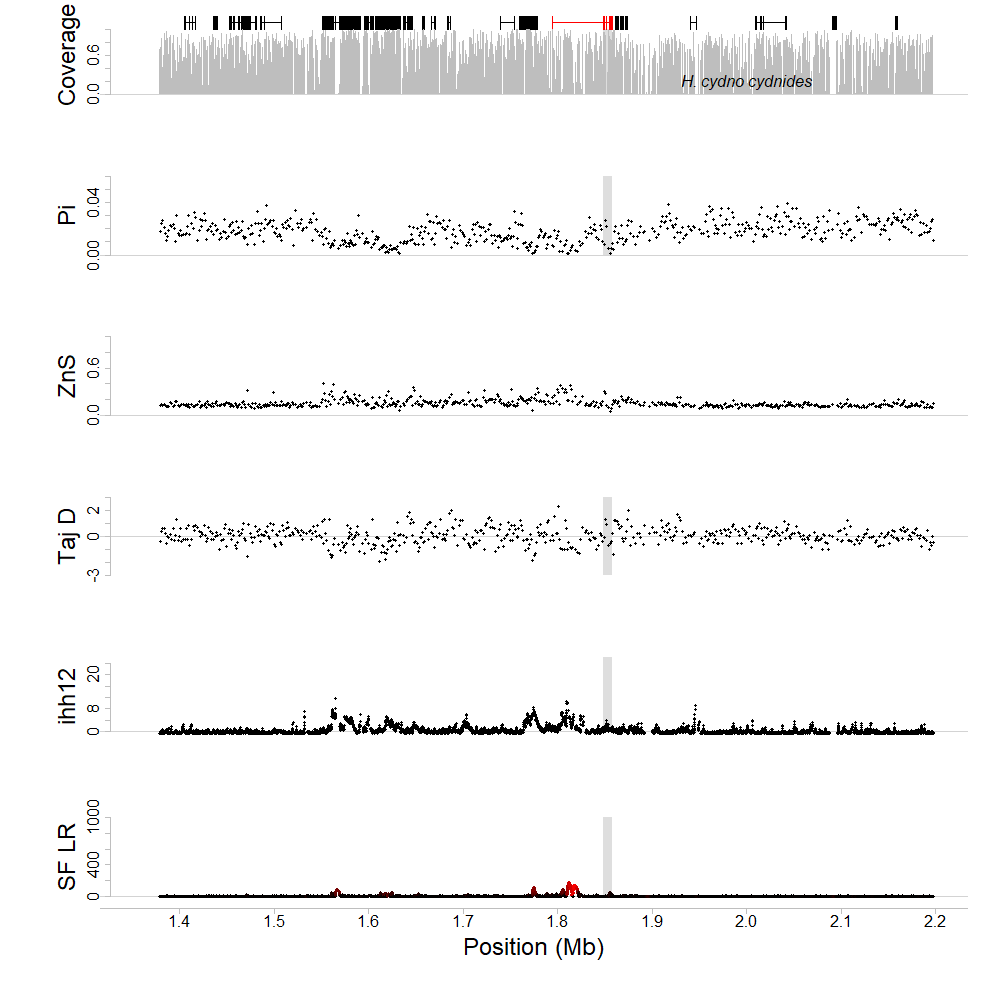 Coverage
0.0 0.6
H. cydno cydnides
Pi
0.00 0.04
ZnS
0.0 0.6
Taj D
-3 0 2
ihh12
0 8 20
SF LR
0 400 1000
1.4 1.5 1.6 1.7 1.8 1.9 2.0 2.1 2.2
Position (Mb)